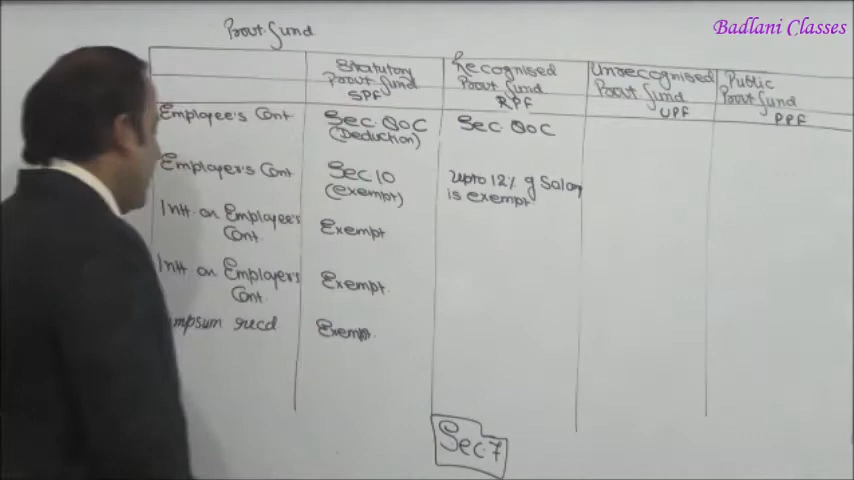 Badlani Classes
Provt. Fund
Statutory
Provt Fund
SPF
Recognised
Provt Fund
RPF
Unrecognised
Provt Fund
UPF
Public
Provt Fund
PPF
Employee's Cont
Sec. 80C
(Deduction)
Sec. 80C
Employer's Cont
Sec 10
(exempt)
Upto 12% of Salary
is exempt.
Intt. on Employee's
Cont.
Exempt
Intt on Employer's
Cont
Exempt.
mpsum recd
Exempt.
Sec. 7